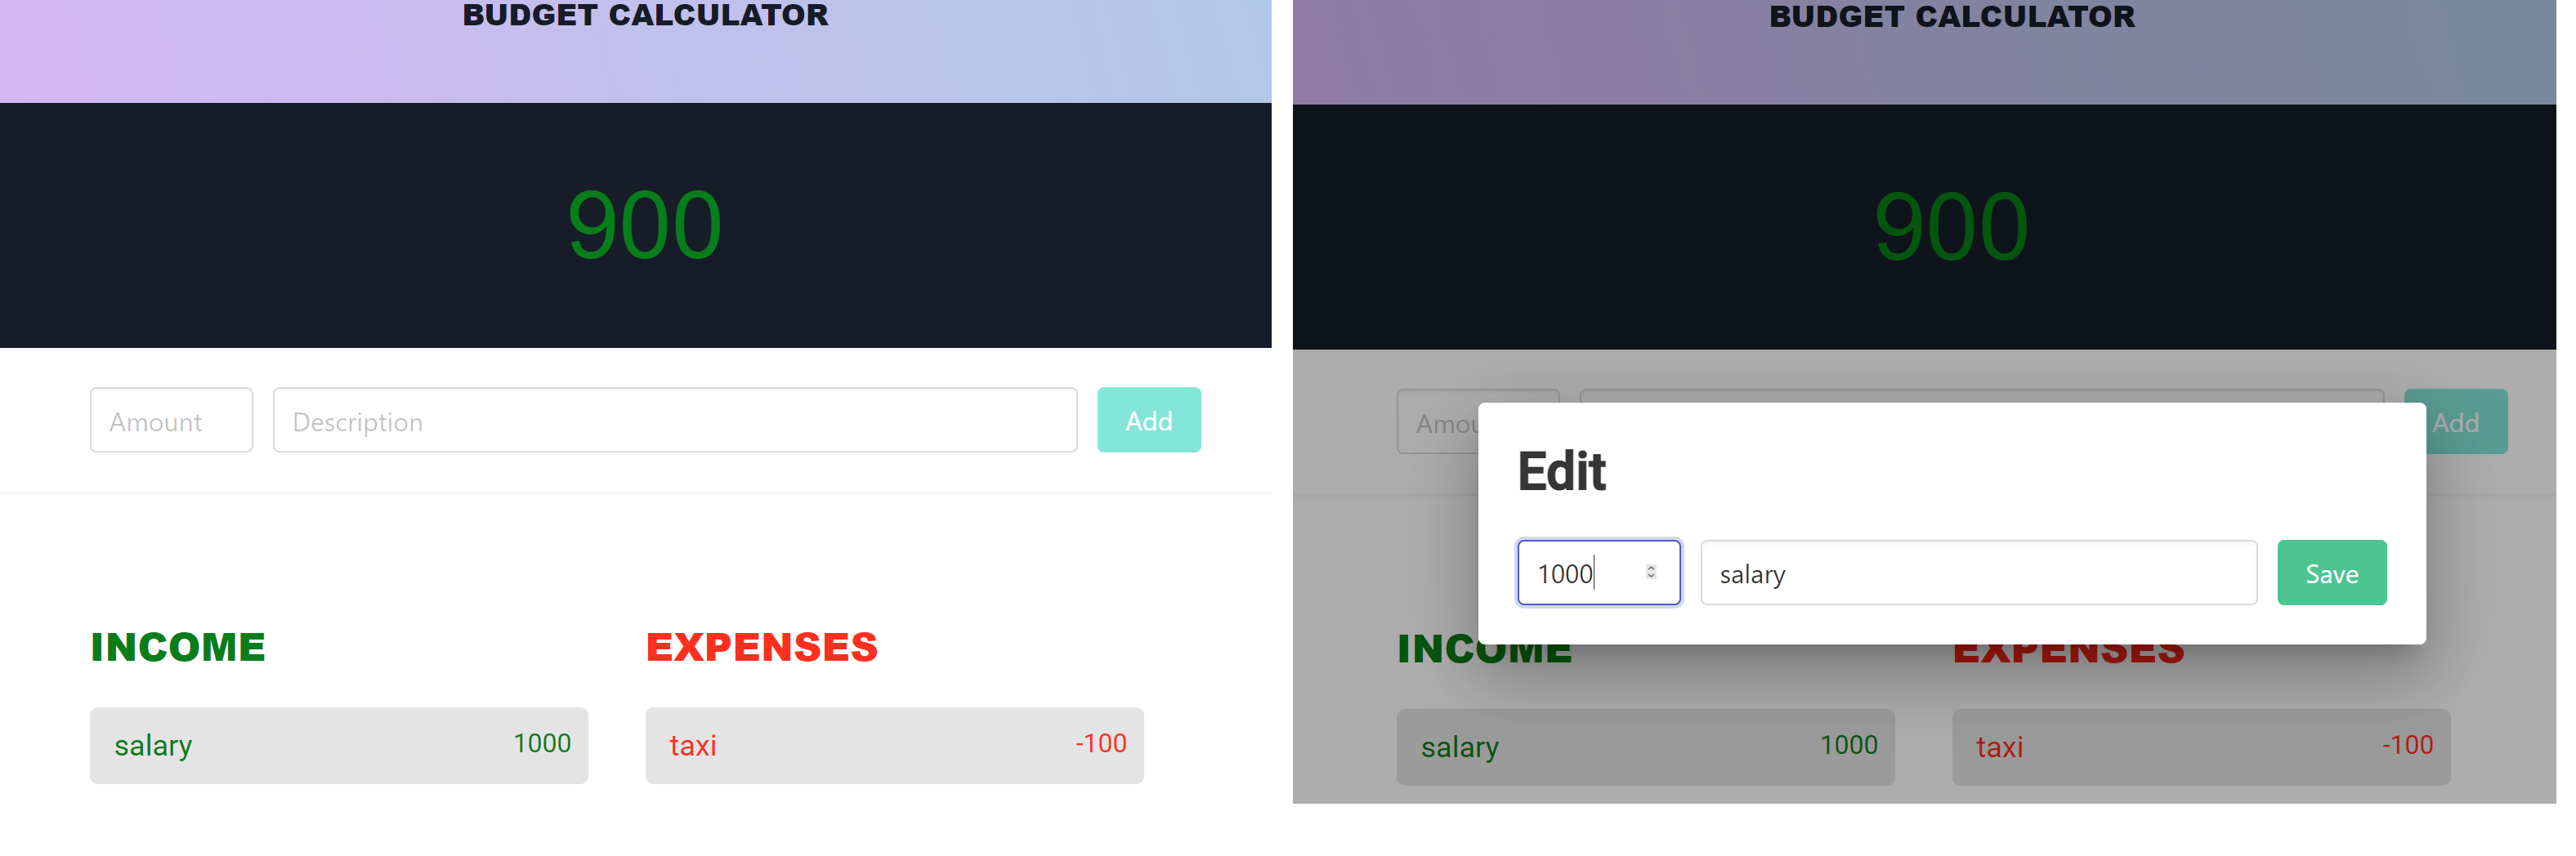 BUDGET CALCULATOR
900
Amount Description Add
INCOME EXPENSES
salary 1000 taxi -100
BUDGET CALCULATOR
900
Amou Add
Edit
1000 salary Save
INCOME EXPENSES
salary 1000 taxi -100